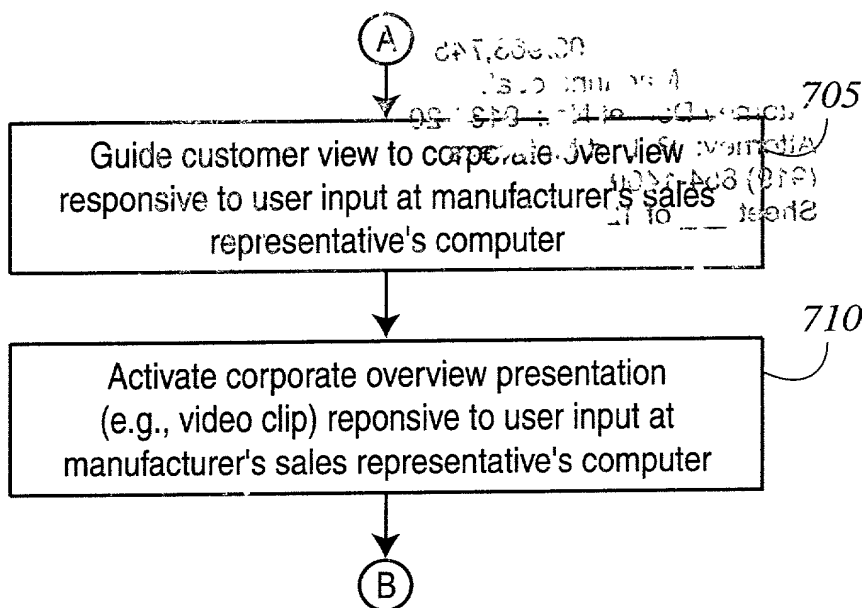 A
705
Guide customer view to corporate overview
responsive to user input at manufacturer's sales
representative's computer
710
Activate corporate overview presentation
(e.g., video clip) reponsive to user input at
manufacturer's sales representative's computer
B